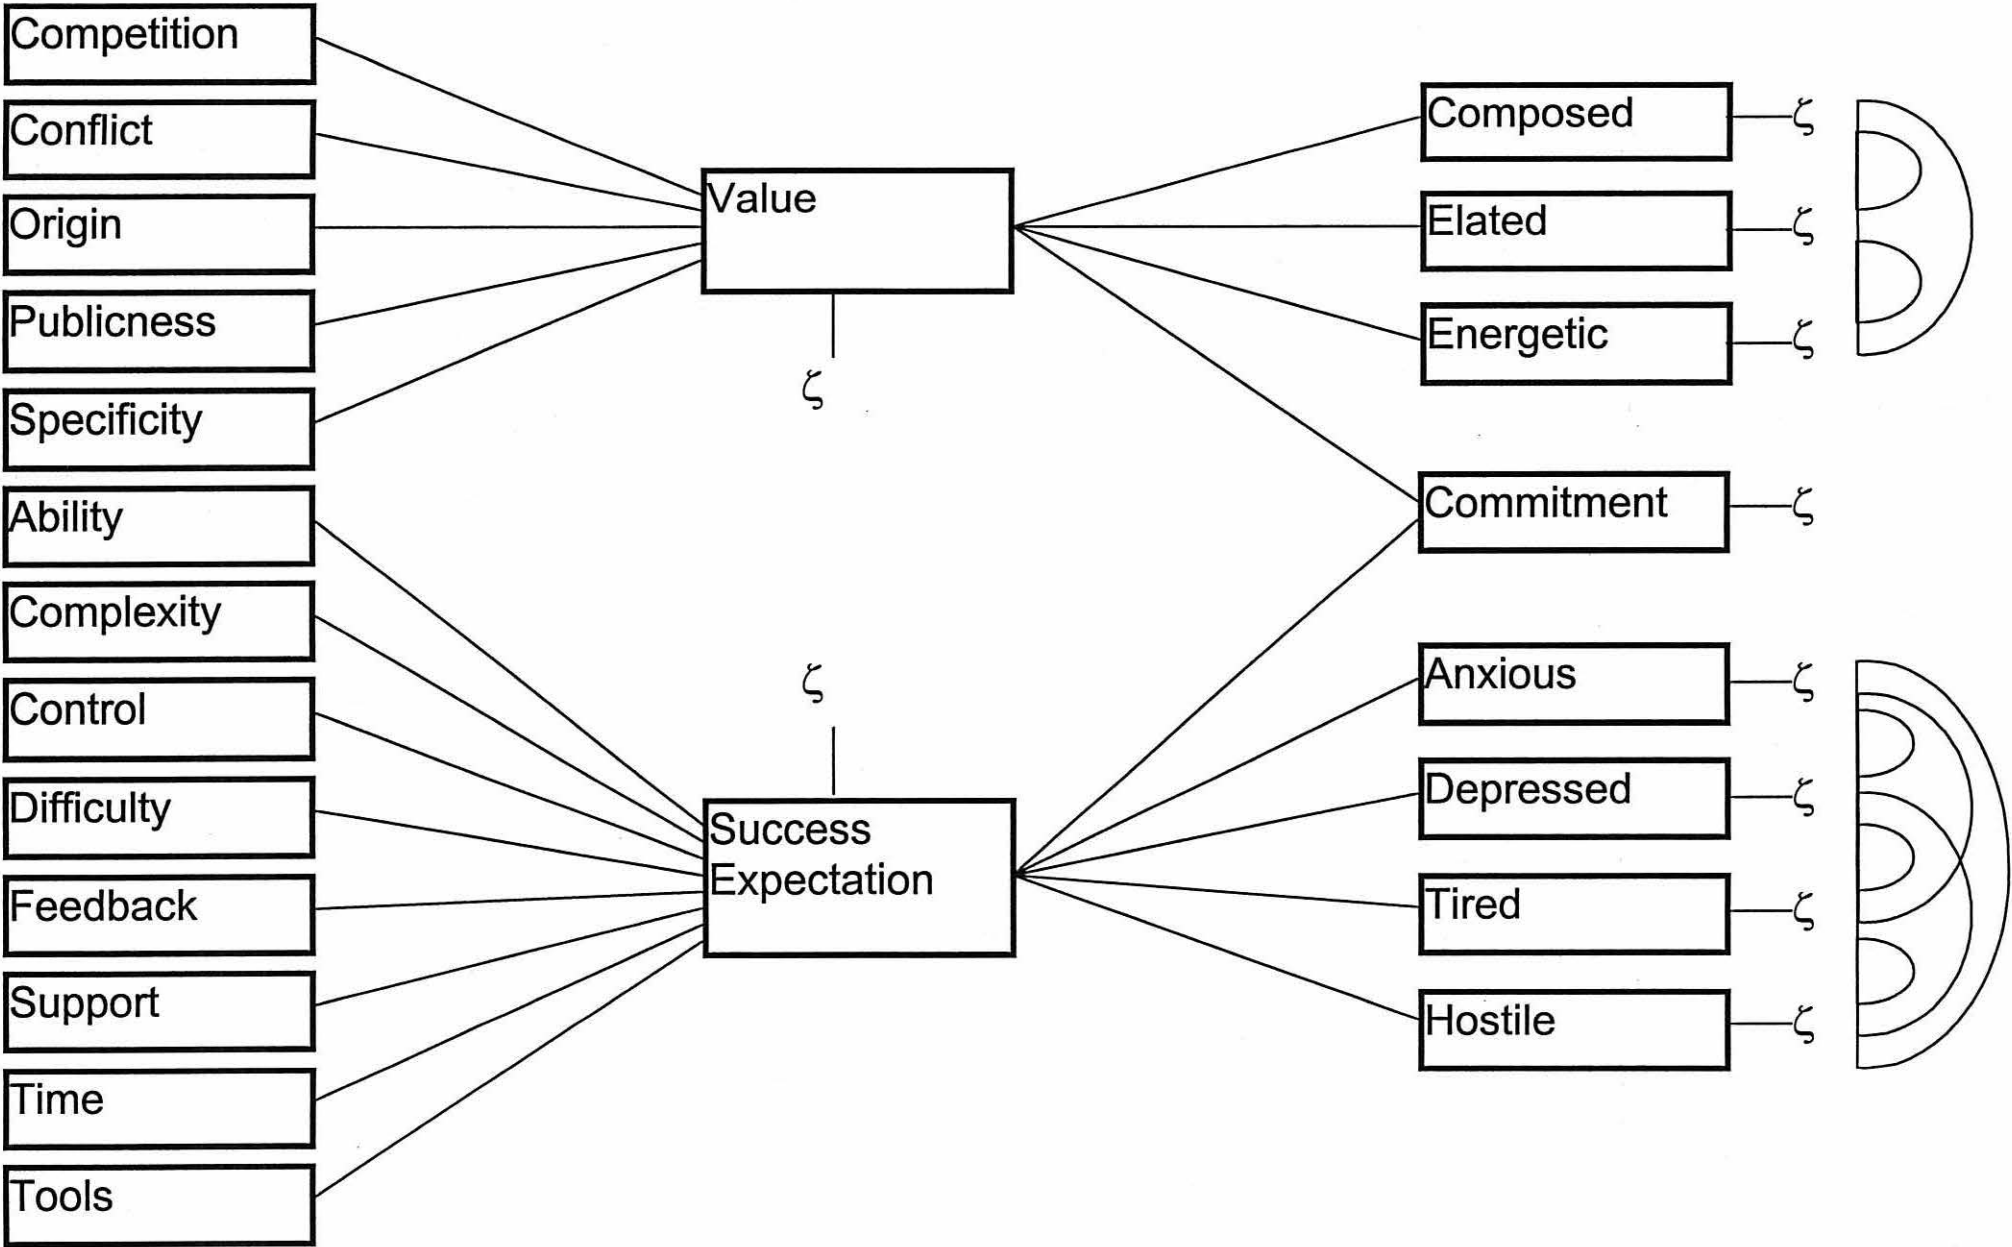 Competition
Conflict
Origin
Publicness
Specificity
Ability
Complexity
Control
Difficulty
Feedback
Support
Time
Tools
Value
ζ
ζ
Success
Expectation
Composed ζ
Elated ζ
Energetic ζ
Commitment ζ
Anxious ζ
Depressed ζ
Tired ζ
Hostile ζ